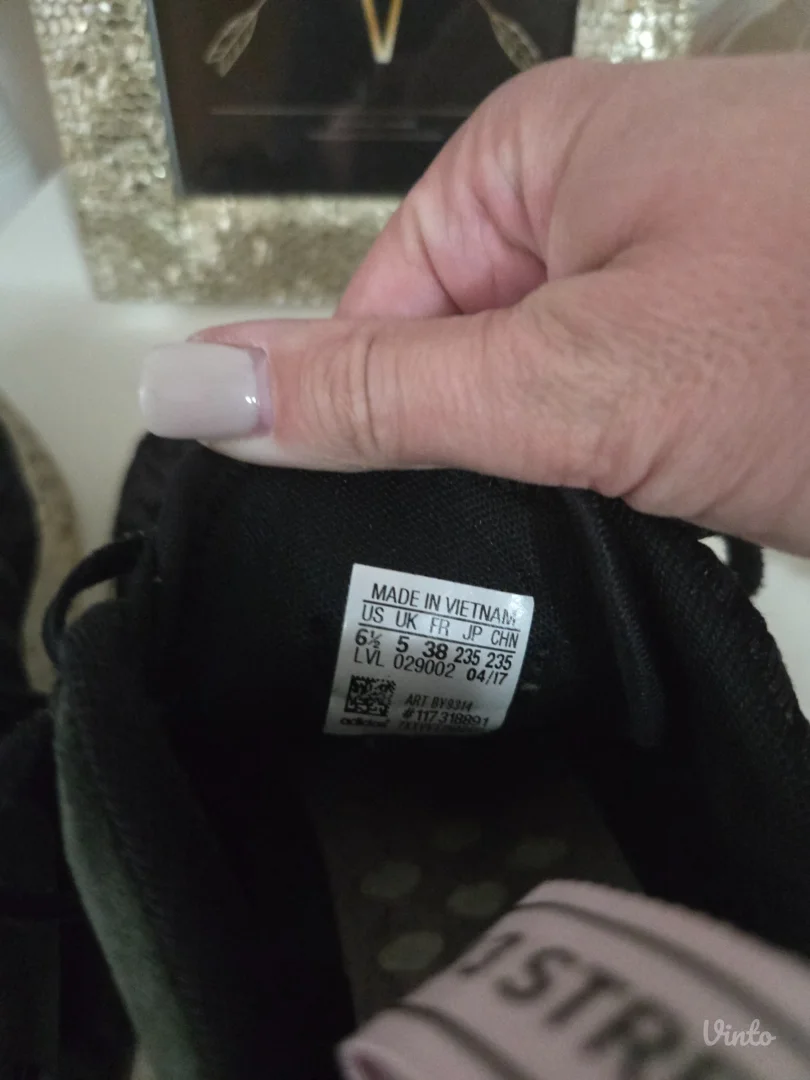 V
MADE IN VIETNAM
US UK FR JP CHN
6½ 5 38 235 235
LVL 029002 04/17
ART BY9314
#117318891
adidas
1STR
Vinto